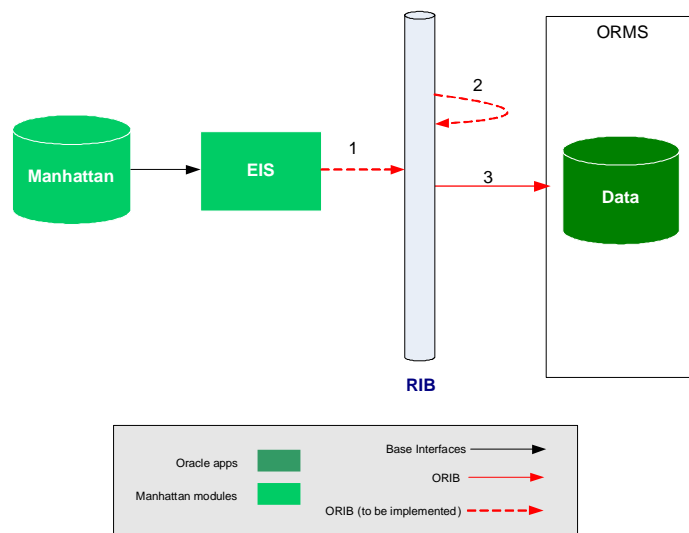 ORMS
2
1
Manhattan
EIS
3
Data
RIB
Oracle apps
Base Interfaces
Manhattan modules
ORIB
ORIB (to be implemented)